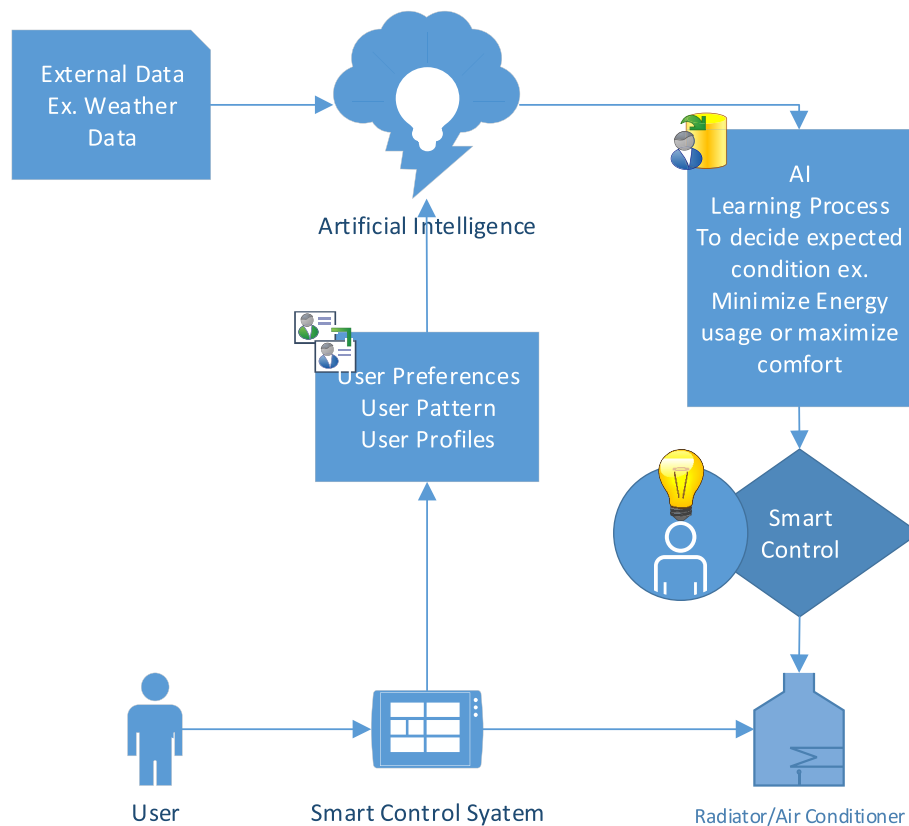 External Data
Ex. Weather
Data
Artificial Intelligence
AI
Learning Process
To decide expected
condition ex.
Minimize Energy
usage or maximize
comfort
User Preferences
User Pattern
User Profiles
Smart
Control
User
Smart Control Syatem
Radiator/Air Conditioner